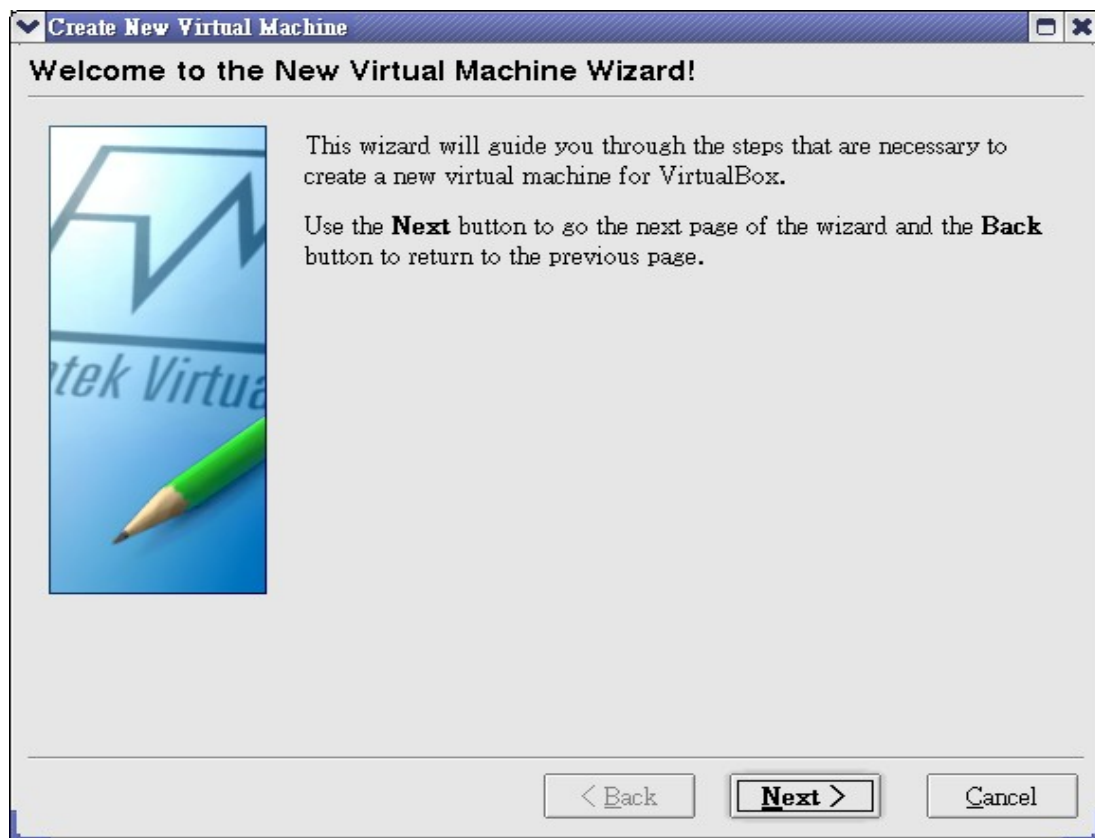 Create New Virtual Machine
Welcome to the New Virtual Machine Wizard!
This wizard will guide you through the steps that are necessary to
create a new virtual machine for VirtualBox.
Use the Next button to go the next page of the wizard and the Back
button to return to the previous page.
tek Virtua
< Back
Next >
Cancel